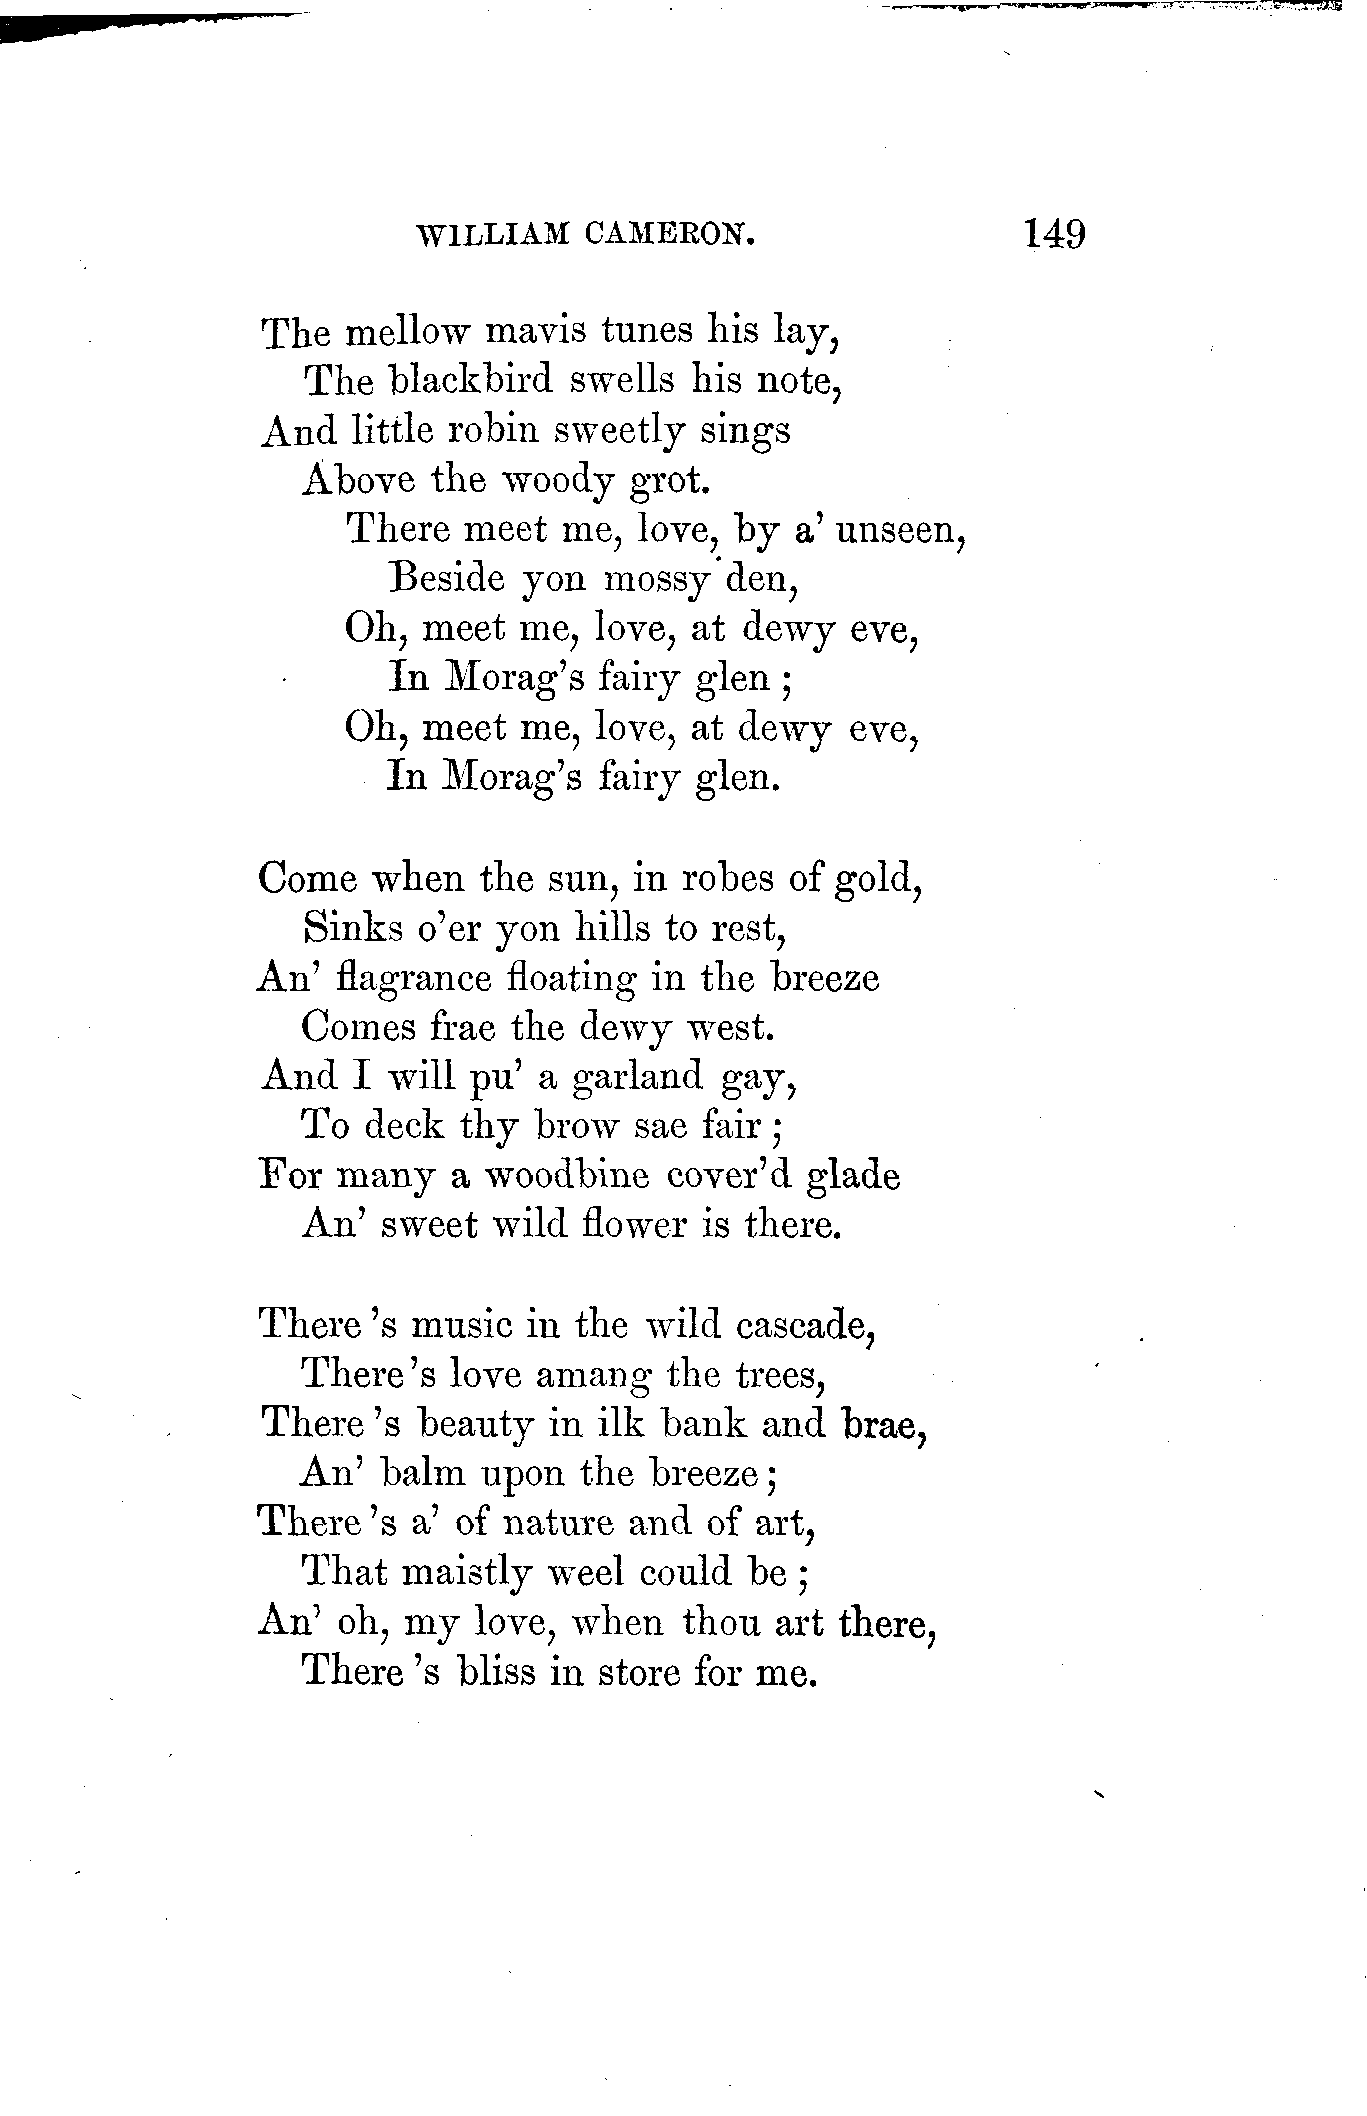 WILLIAM CAMERON. 149
The mellow mavis tunes his lay,
The blackbird swells his note,
And little robin sweetly sings
Above the woody grot.
There meet me, love, by a' unseen,
Beside yon mossy den,
Oh, meet me, love, at dewy eve,
In Morag's fairy glen ;
Oh, meet me, love, at dewy eve,
In Morag's fairy glen.
Come when the sun, in robes of gold,
Sinks o'er yon hills to rest,
An' flagrance floating in the breeze
Comes frae the dewy west.
And I will pu' a garland gay,
To deck thy brow sae fair ;
For many a woodbine cover'd glade
An' sweet wild flower is there.
There 's music in the wild cascade,
There 's love amang the trees,
There 's beauty in ilk bank and brae,
An' balm upon the breeze ;
There 's a' of nature and of art,
That maistly weel could be ;
An' oh, my love, when thou art there,
There 's bliss in store for me.